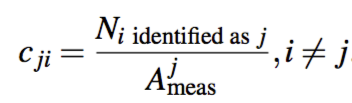 c_{ji} = \frac{N_{i \text{ identified as } j}}{A^{j}_{\text{meas}}}, i \neq j